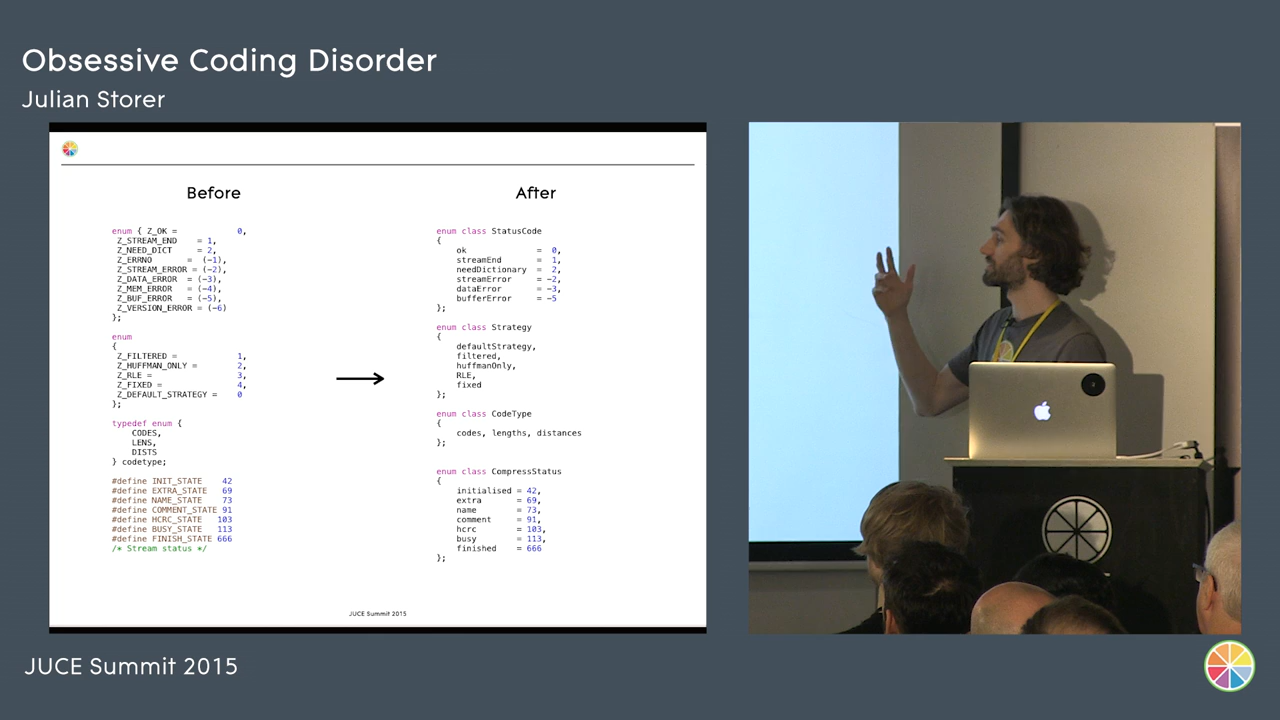 Obsessive Coding Disorder
Julian Storer
Before
enum { Z_OK =            0,
 Z_STREAM_END    = 1,
 Z_NEED_DICT     = 2,
 Z_ERRNO       =  (-1),
 Z_STREAM_ERROR = (-2),
 Z_DATA_ERROR  = (-3),
 Z_MEM_ERROR   = (-4),
 Z_BUF_ERROR   = (-5),
 Z_VERSION_ERROR = (-6)
};
enum
{
 Z_FILTERED =            1,
 Z_HUFFMAN_ONLY =        2,
 Z_RLE =                 3,
 Z_FIXED =               4,
 Z_DEFAULT_STRATEGY =    0
};
typedef enum {
    CODES,
    LENS,
    DISTS
} codetype;
#define INIT_STATE    42
#define EXTRA_STATE   69
#define NAME_STATE    73
#define COMMENT_STATE 91
#define HCRC_STATE   103
#define BUSY_STATE   113
#define FINISH_STATE 666
/* Stream status */
After
enum class StatusCode
{
    ok              =  0,
    streamEnd       =  1,
    needDictionary  =  2,
    streamError     = -2,
    dataError       = -3,
    bufferError     = -5
};
enum class Strategy
{
    defaultStrategy,
    filtered,
    huffmanOnly,
    RLE,
    fixed
};
enum class CodeType
{
    codes, lengths, distances
};
enum class CompressStatus
{
    initialised = 42,
    extra       = 69,
    name        = 73,
    comment     = 91,
    hcrc        = 103,
    busy        = 113,
    finished    = 666
};
JUCE Summit 2015
JUCE Summit 2015